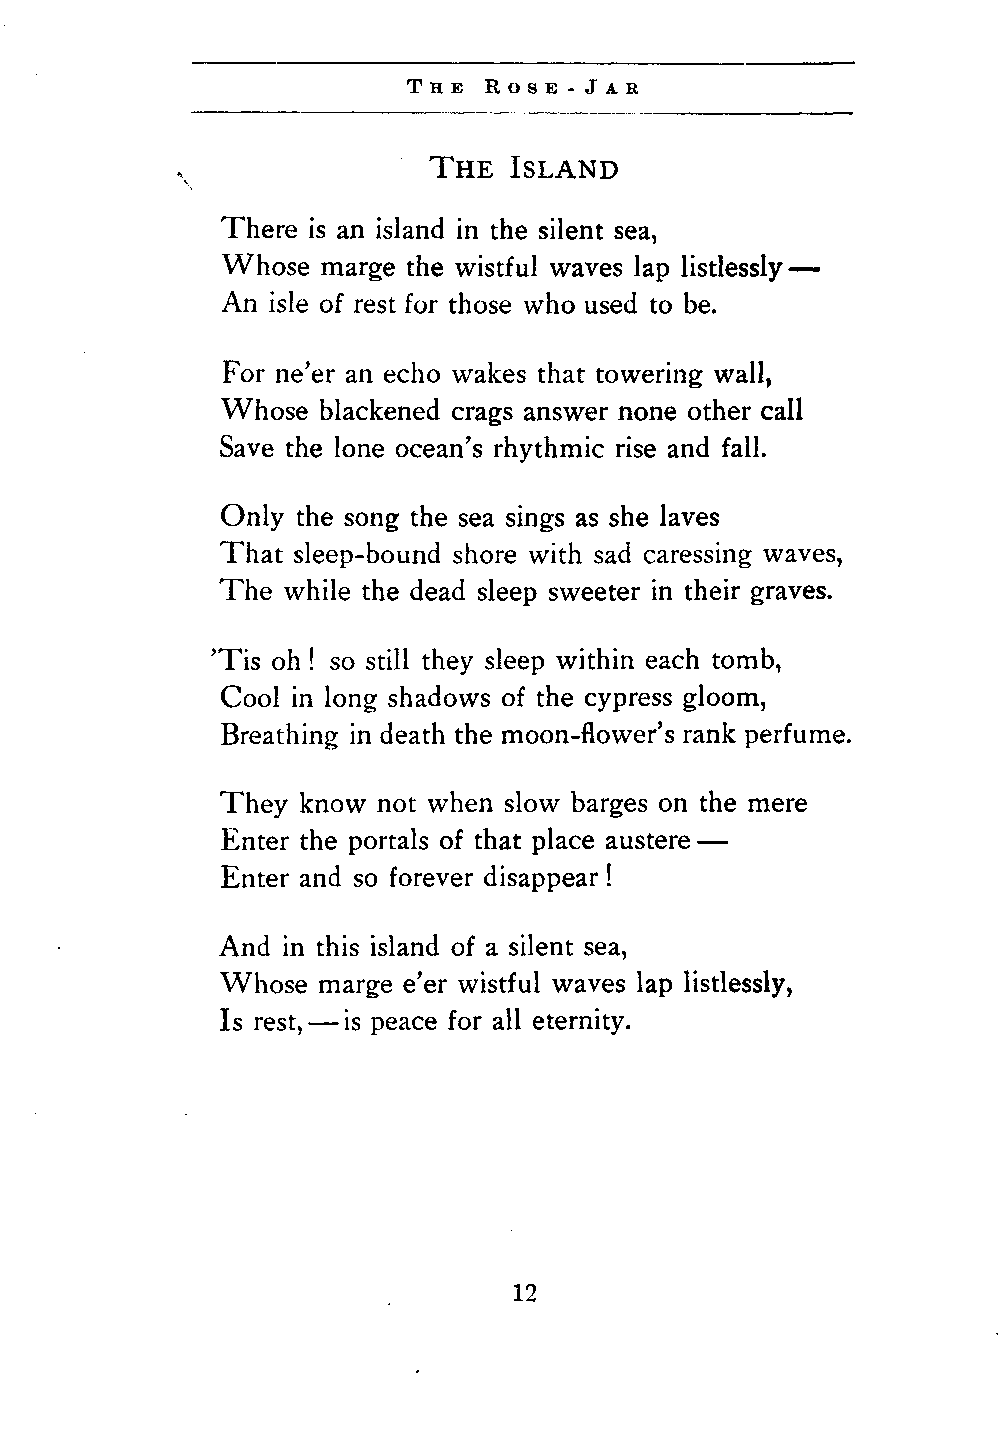 The Rose-Jar
The Island
There is an island in the silent sea,
Whose marge the wistful waves lap listlessly—
An isle of rest for those who used to be.
For ne'er an echo wakes that towering wall,
Whose blackened crags answer none other call
Save the lone ocean's rhythmic rise and fall.
Only the song the sea sings as she laves
That sleep-bound shore with sad caressing waves,
The while the dead sleep sweeter in their graves.
'Tis oh! so still they sleep within each tomb,
Cool in long shadows of the cypress gloom,
Breathing in death the moon-flower's rank perfume.
They know not when slow barges on the mere
Enter the portals of that place austere—
Enter and so forever disappear!
And in this island of a silent sea,
Whose marge e'er wistful waves lap listlessly,
Is rest,—is peace for all eternity.
12